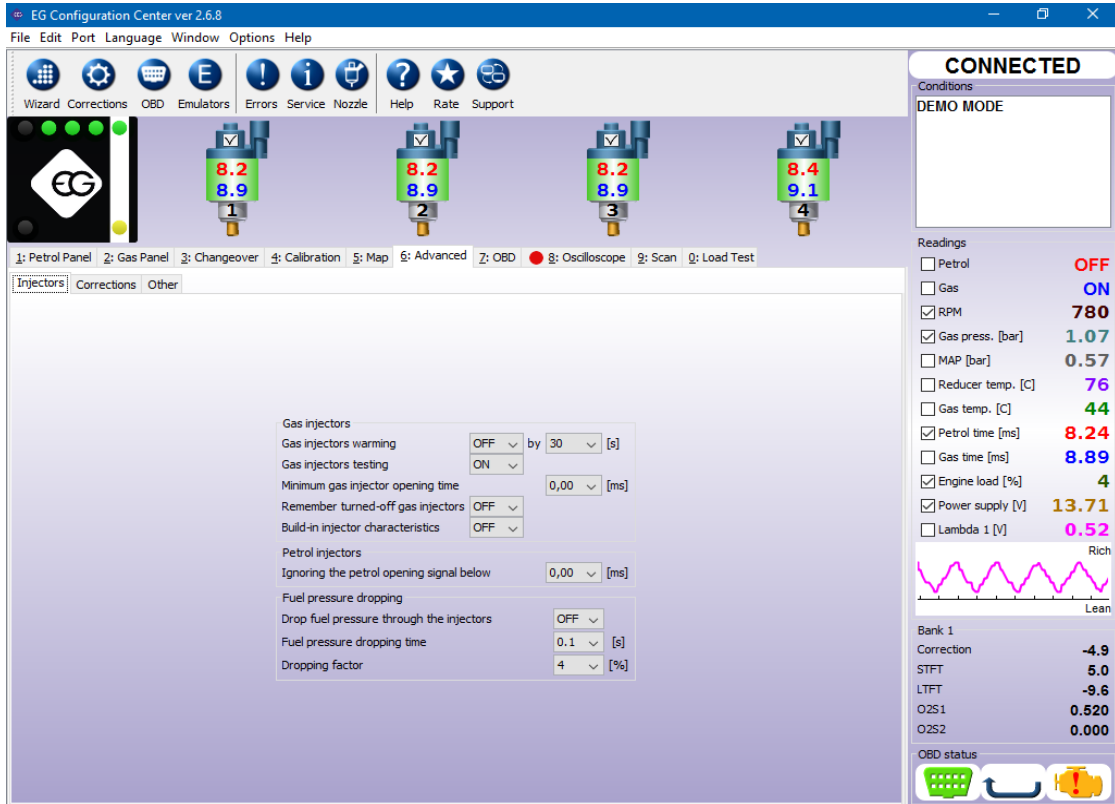 EG Configuration Center ver 2.6.8
File Edit Port Language Window Options Help
Wizard Corrections OBD Emulators Errors Service Nozzle Help Rate Support
E ! i ? !
EG
8.2 8.2 8.2 8.4
8.9 8.9 8.9 9.1
1 2 3 4
1: Petrol Panel 2: Gas Panel 3: Changeover 4: Calibration 5: Map 6: Advanced 7: OBD 8: Oscilloscope 9: Scan 0: Load Test
Injectors Corrections Other
Gas injectors
Gas injectors warming OFF by 30 [s]
Gas injectors testing ON
Minimum gas injector opening time 0,00 [ms]
Remember turned-off gas injectors OFF
Build-in injector characteristics OFF
Petrol injectors
Ignoring the petrol opening signal below 0,00 [ms]
Fuel pressure dropping
Drop fuel pressure through the injectors OFF
Fuel pressure dropping time 0.1 [s]
Dropping factor 4 [%]
CONNECTED
Conditions
DEMO MODE
Readings
Petrol OFF
Gas ON
RPM 780
Gas press. [bar] 1.07
MAP [bar] 0.57
Reducer temp. [C] 76
Gas temp. [C] 44
Petrol time [ms] 8.24
Gas time [ms] 8.89
Engine load [%] 4
Power supply [V] 13.71
Lambda 1 [V] 0.52
Rich
Lean
Bank 1
Correction -4.9
STFT 5.0
LTFT -9.6
O2S1 0.520
O2S2 0.000
OBD status